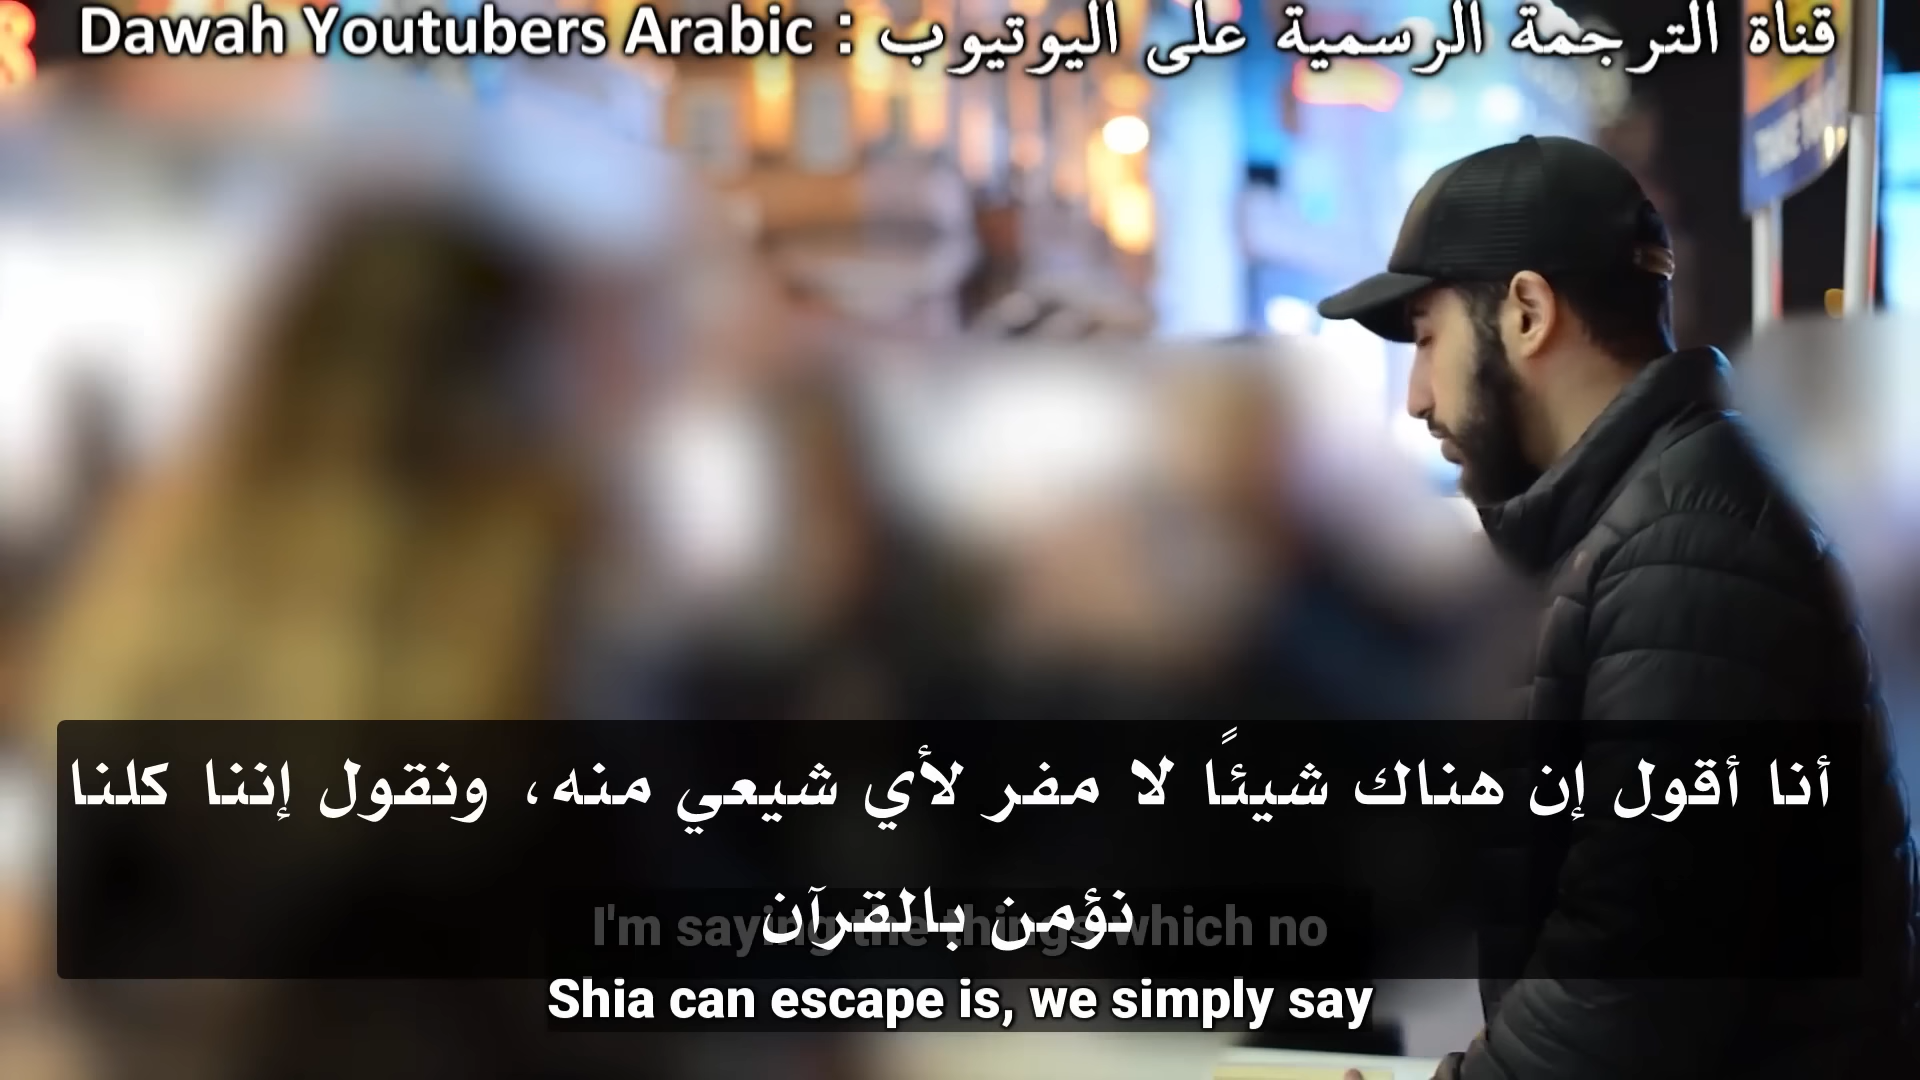 قناة الترجمة الرسمية على اليوتيوب : Dawah Youtubers Arabic
أنا أقول إن هناك شيئًا لا مفر لأي شيعي منه، ونقول إننا كلنا
نؤمن بالقرآن
I'm saying the things which no
Shia can escape is, we simply say